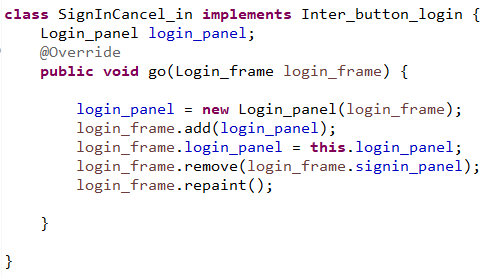 class SignInCancel_in implements Inter_button_login {
    Login_panel login_panel;
    @Override
    public void go(Login_frame login_frame) {
        login_panel = new Login_panel(login_frame);
        login_frame.add(login_panel);
        login_frame.login_panel = this.login_panel;
        login_frame.remove(login_frame.signin_panel);
        login_frame.repaint();
    }
}